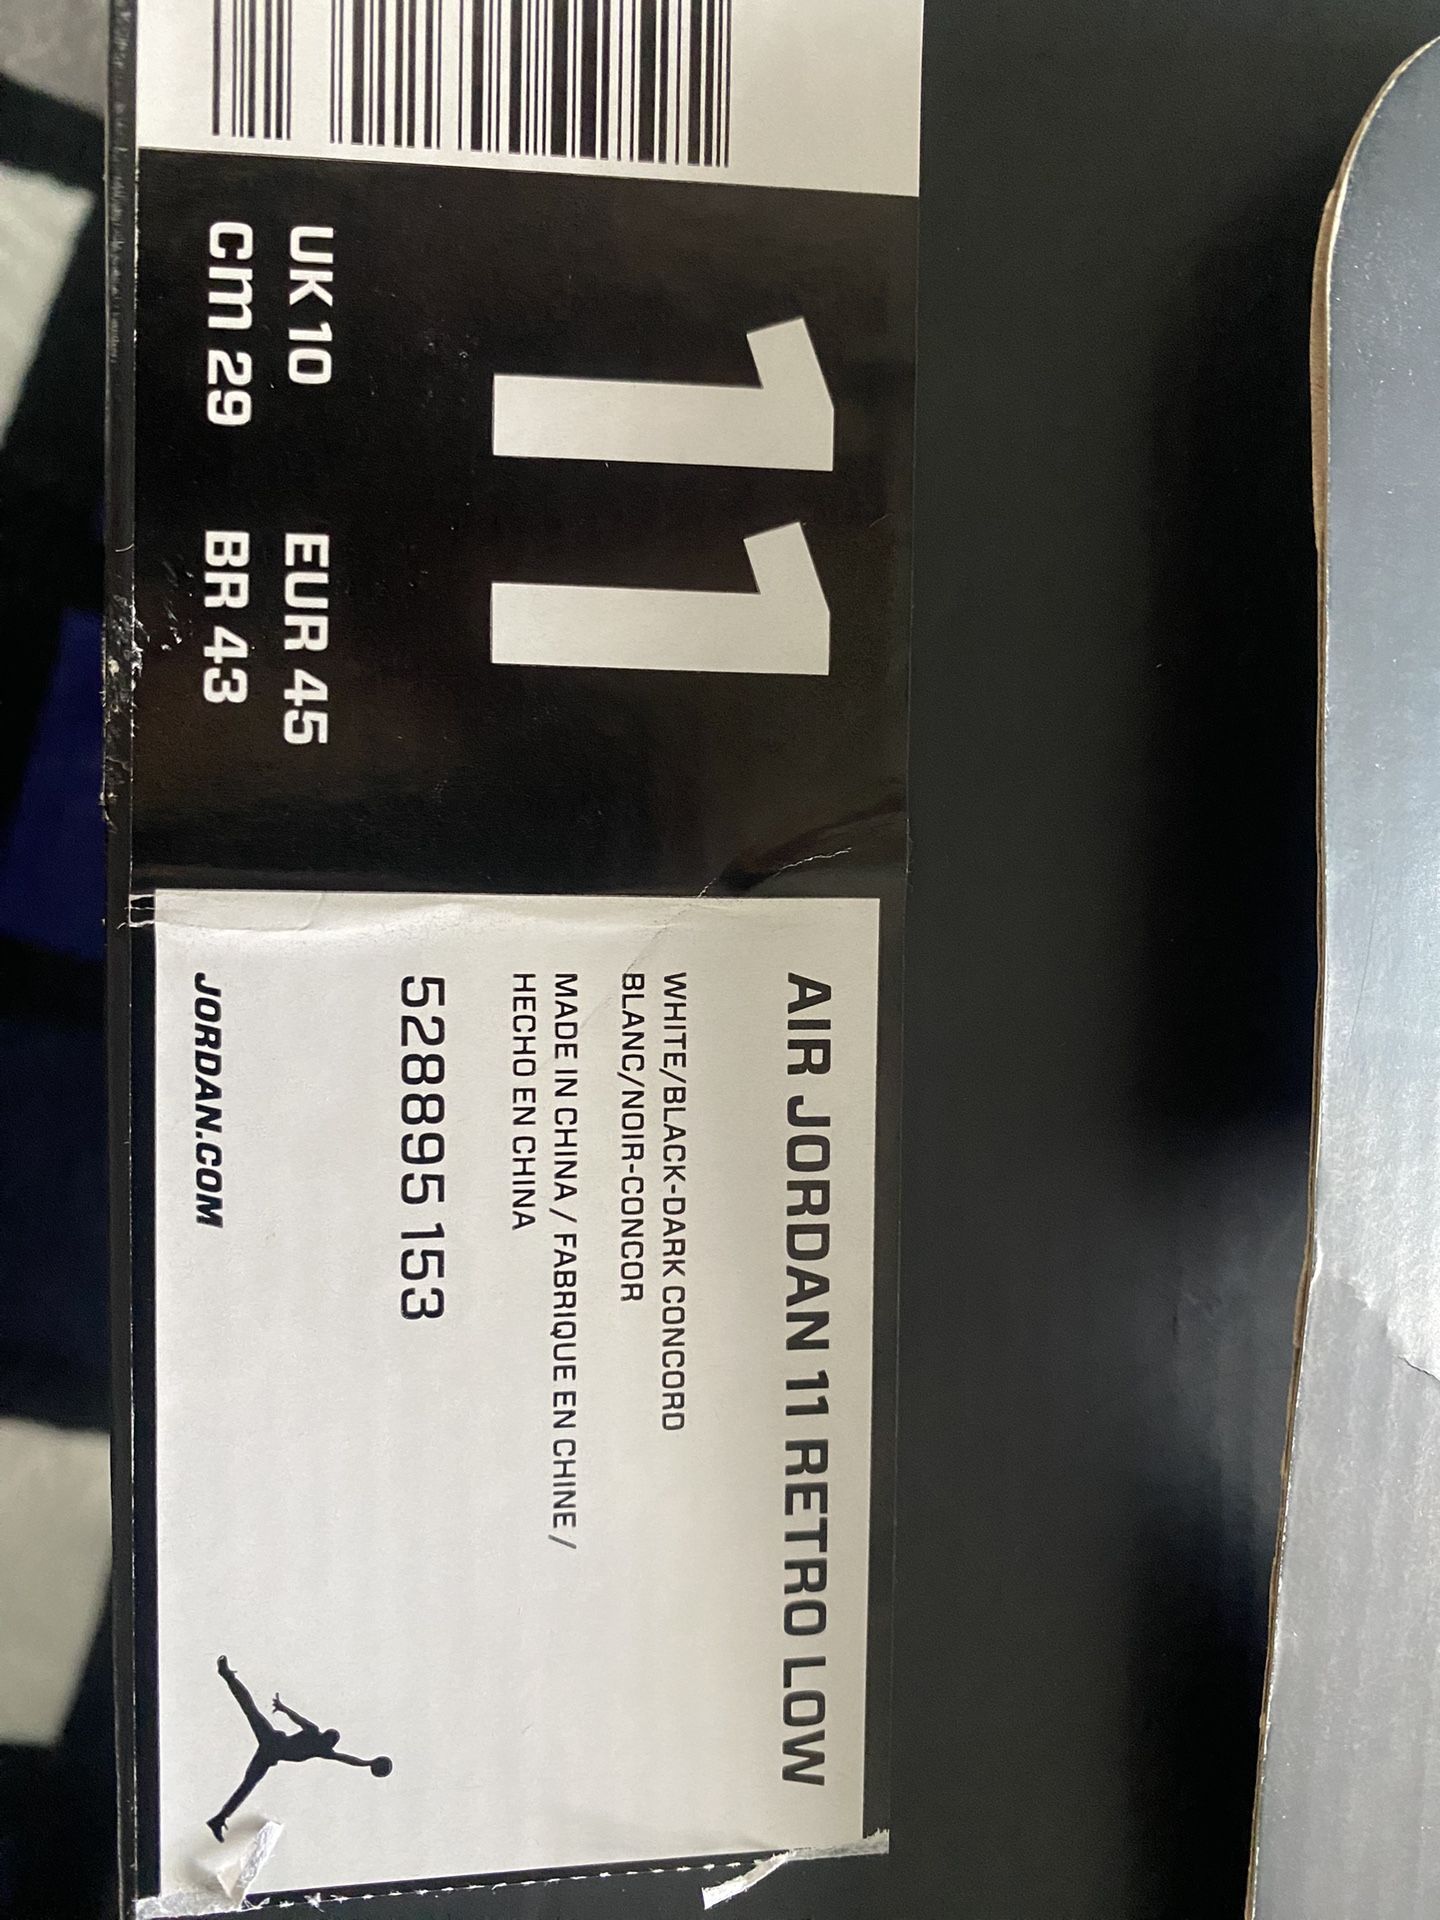 11
UK 10 EUR 45
cm 29 BR 43
AIR JORDAN 11 RETRO LOW
WHITE/BLACK-DARK CONCORD
BLANC/NOIR-CONCOR
MADE IN CHINA / FABRIQUE EN CHINE /
HECHO EN CHINA
528895 153
JORDAN.COM